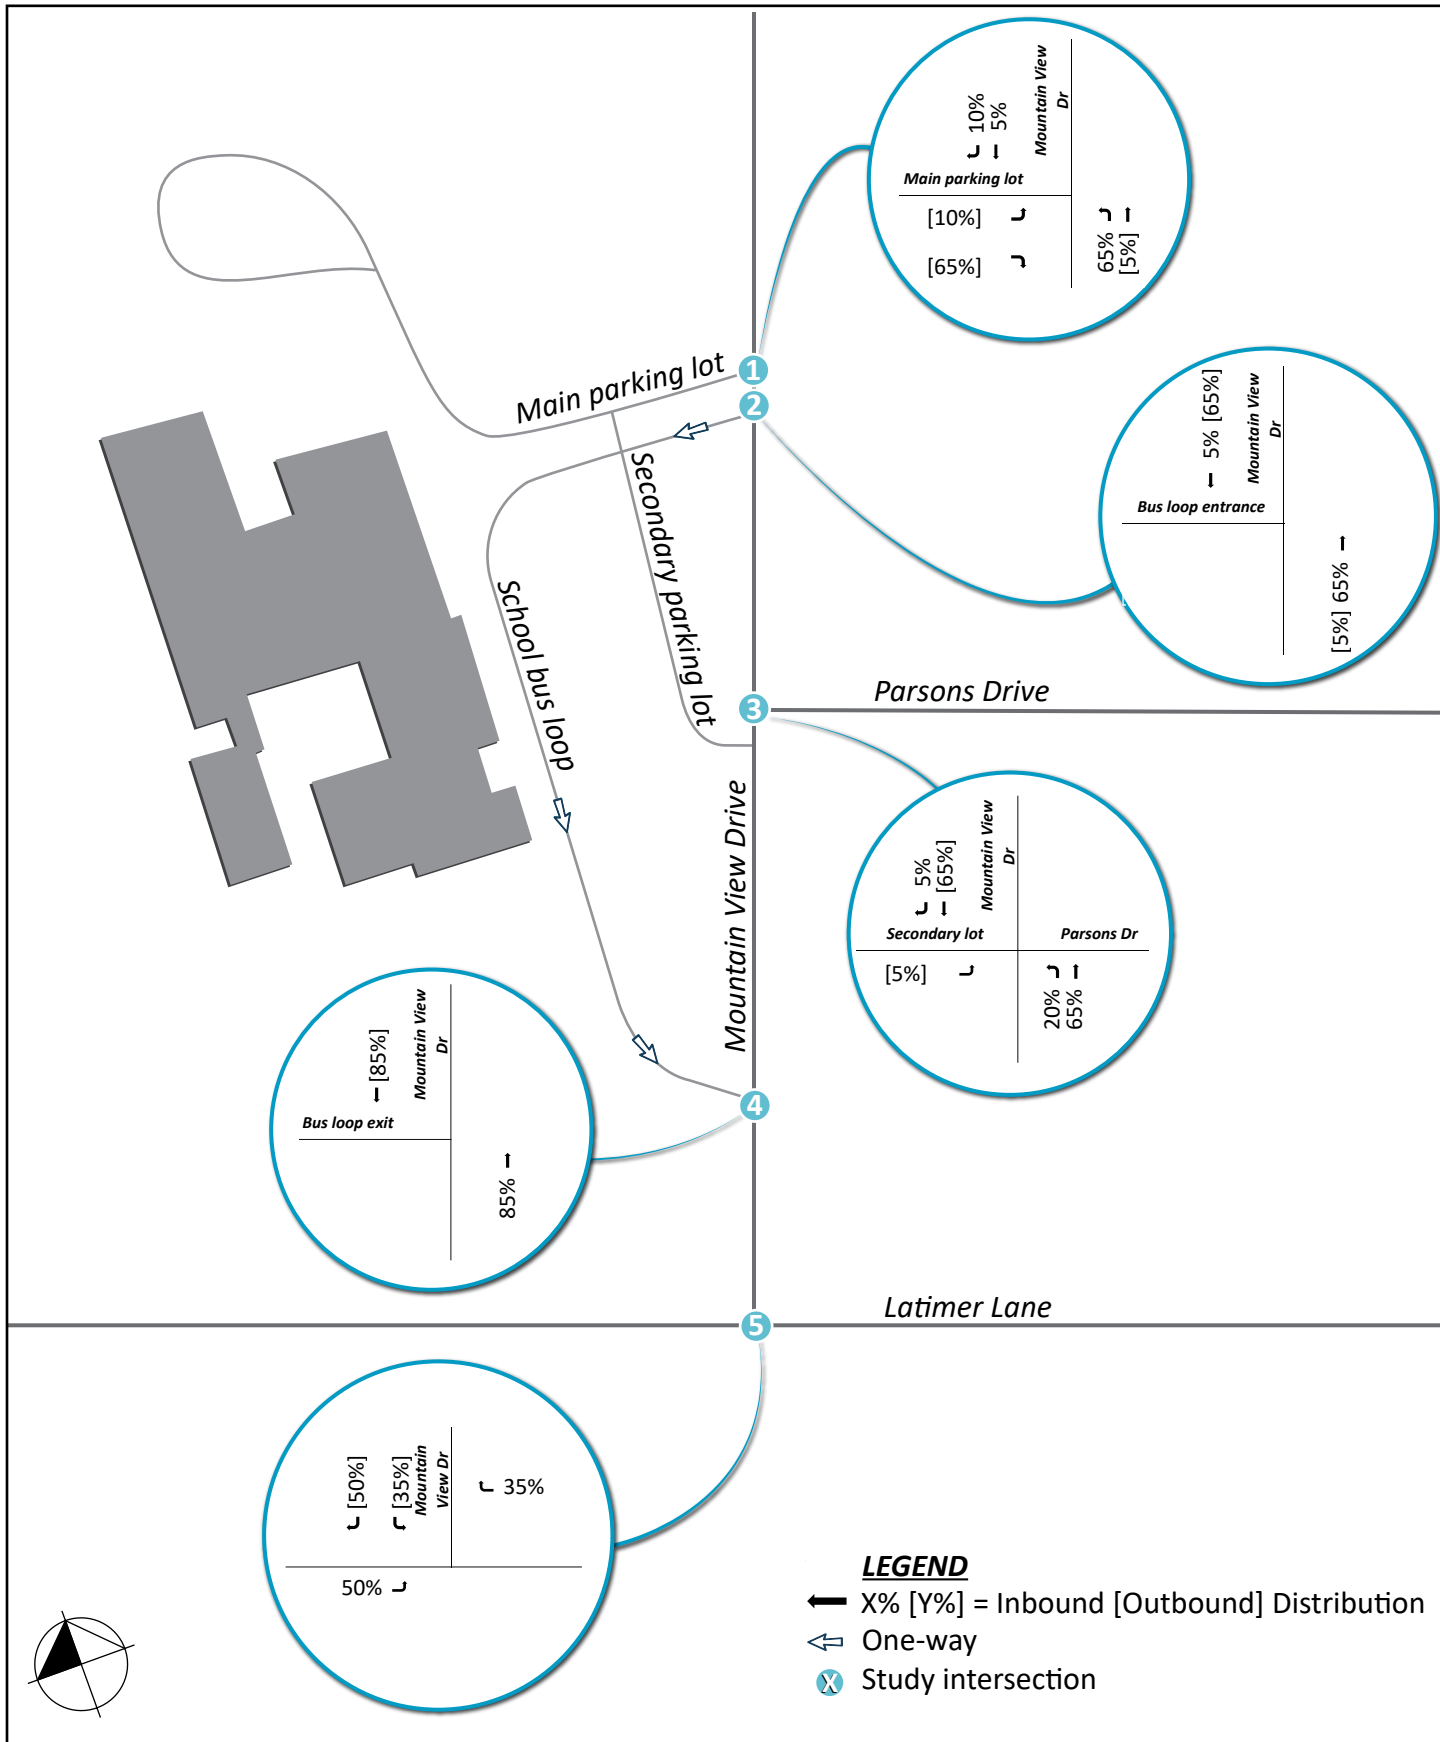 10%
5%
Mountain View
Dr
Main parking lot
[10%]
[65%]
65%
[5%]
1
2
Main parking lot
5% [65%]
Mountain View
Dr
Bus loop entrance
[5%] 65%
Secondary parking lot
School bus loop
3
Parsons Drive
Mountain View Drive
5%
[65%]
Mountain View
Dr
Secondary lot
Parsons Dr
[5%]
20%
65%
[85%]
Mountain View
Dr
Bus loop exit
85%
4
Latimer Lane
5
[50%]
[35%]
Mountain
View Dr
35%
50%
LEGEND
X% [Y%] = Inbound [Outbound] Distribution
One-way
X Study intersection